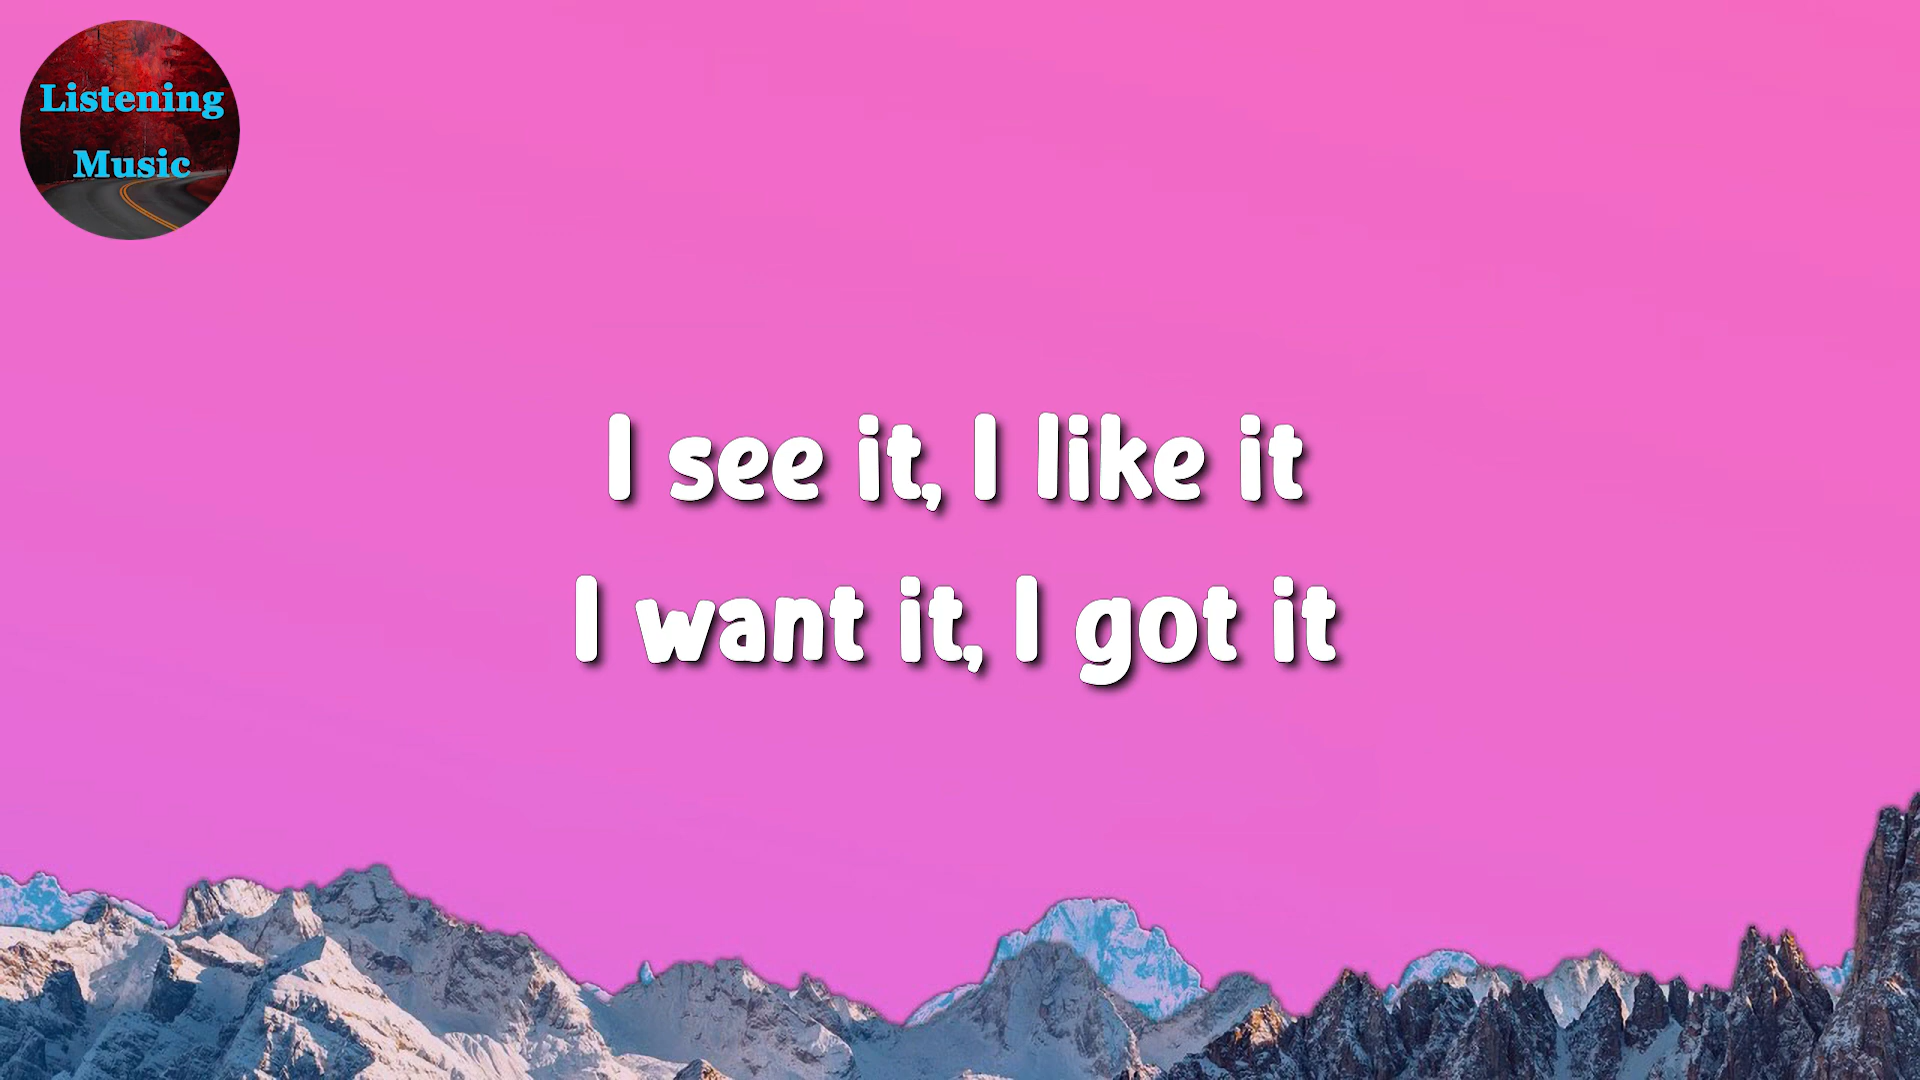 Listening
Music
I see it, I like it
I want it, I got it